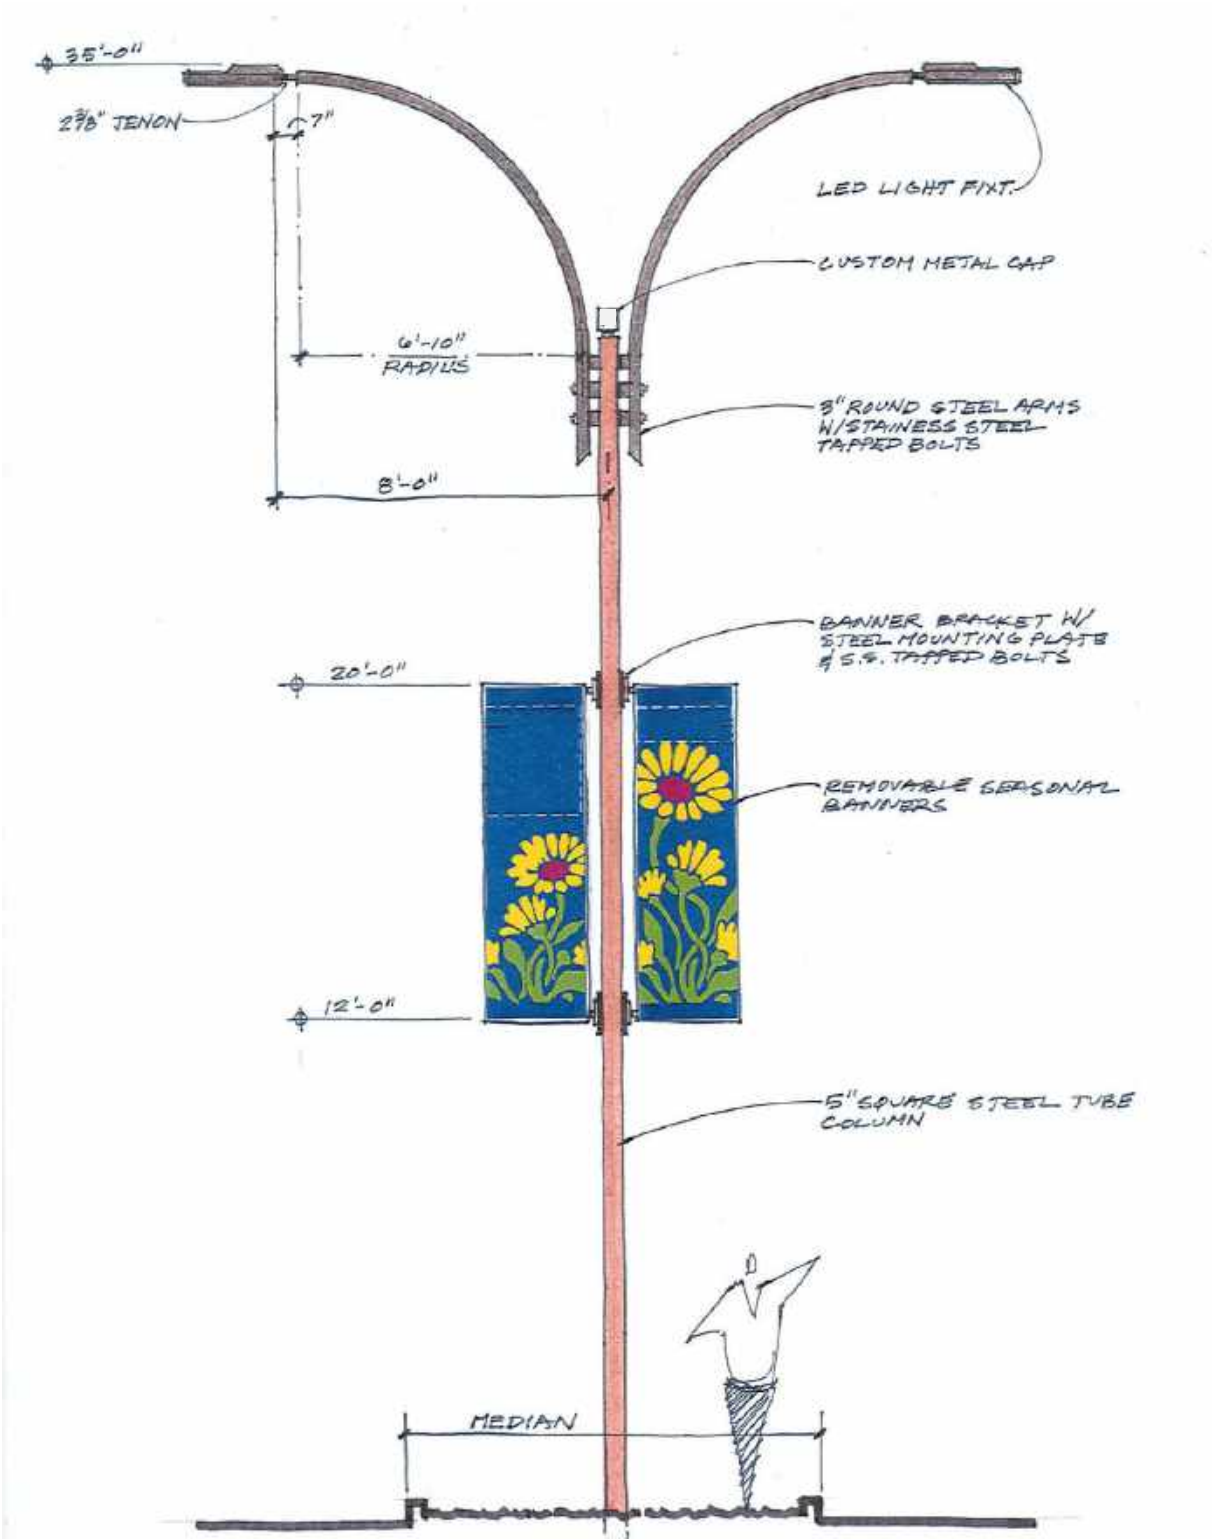 35'-0"
2 3/8" TENON
7"
LED LIGHT FIXT.
CUSTOM METAL CAP
6'-10"
RADIUS
3" ROUND STEEL ARMS
W/STAINESS STEEL
TAPPED BOLTS
8'-0"
BANNER BRACKET W/
STEEL MOUNTING PLATE
& S.S. TAPPED BOLTS
20'-0"
REMOVABLE SEASONAL
BANNERS
12'-0"
5" SQUARE STEEL TUBE
COLUMN
MEDIAN